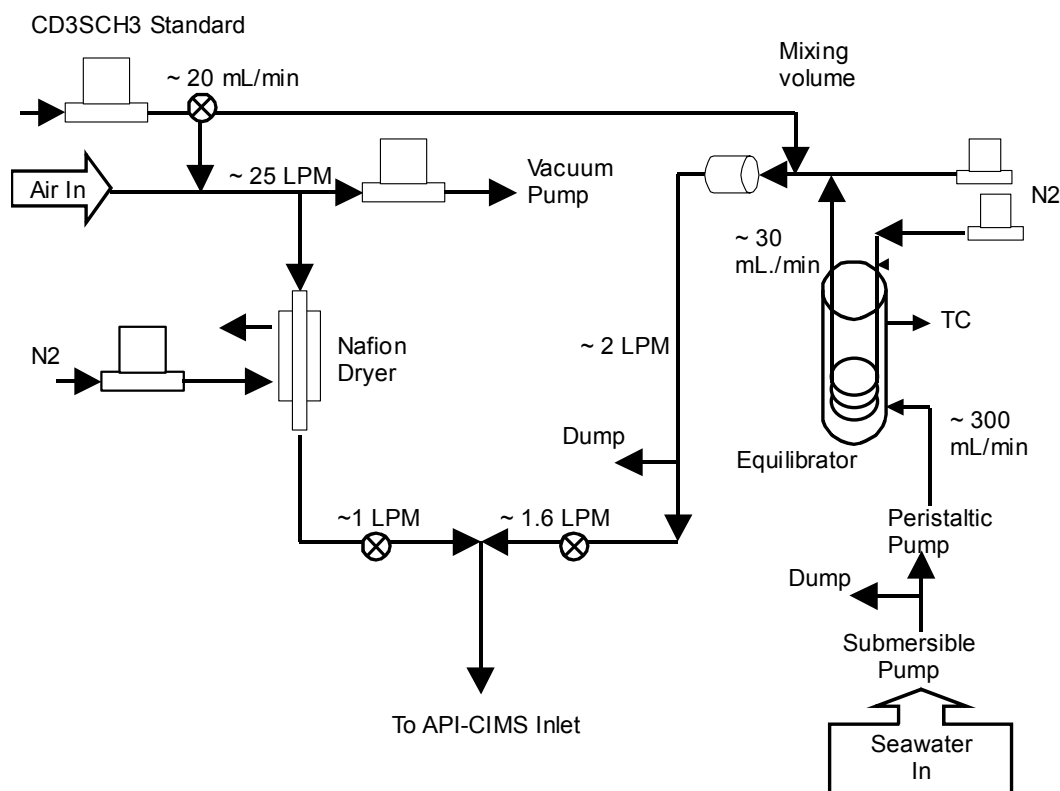 CD3SCH3 Standard
~ 20 mL/min
Mixing
volume
Air In
~ 25 LPM
Vacuum
Pump
N2
~ 30
mL./min
TC
N2
Nafion
Dryer
~ 2 LPM
Dump
Equilibrator
~ 300
mL/min
~1 LPM
~ 1.6 LPM
Peristaltic
Pump
Dump
Submersible
Pump
To API-CIMS Inlet
Seawater
In